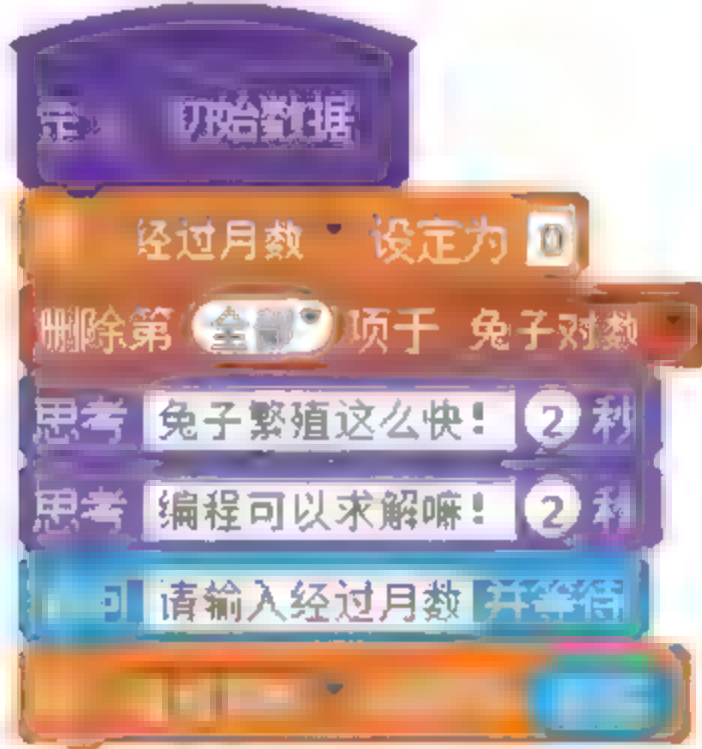 初始数据
经过月数 设定为 0
删除第 全部 项于 兔子对数
思考 兔子繁殖这么快! 2 秒
思考 编程可以求解嘛! 2 秒
请输入经过月数 并等待